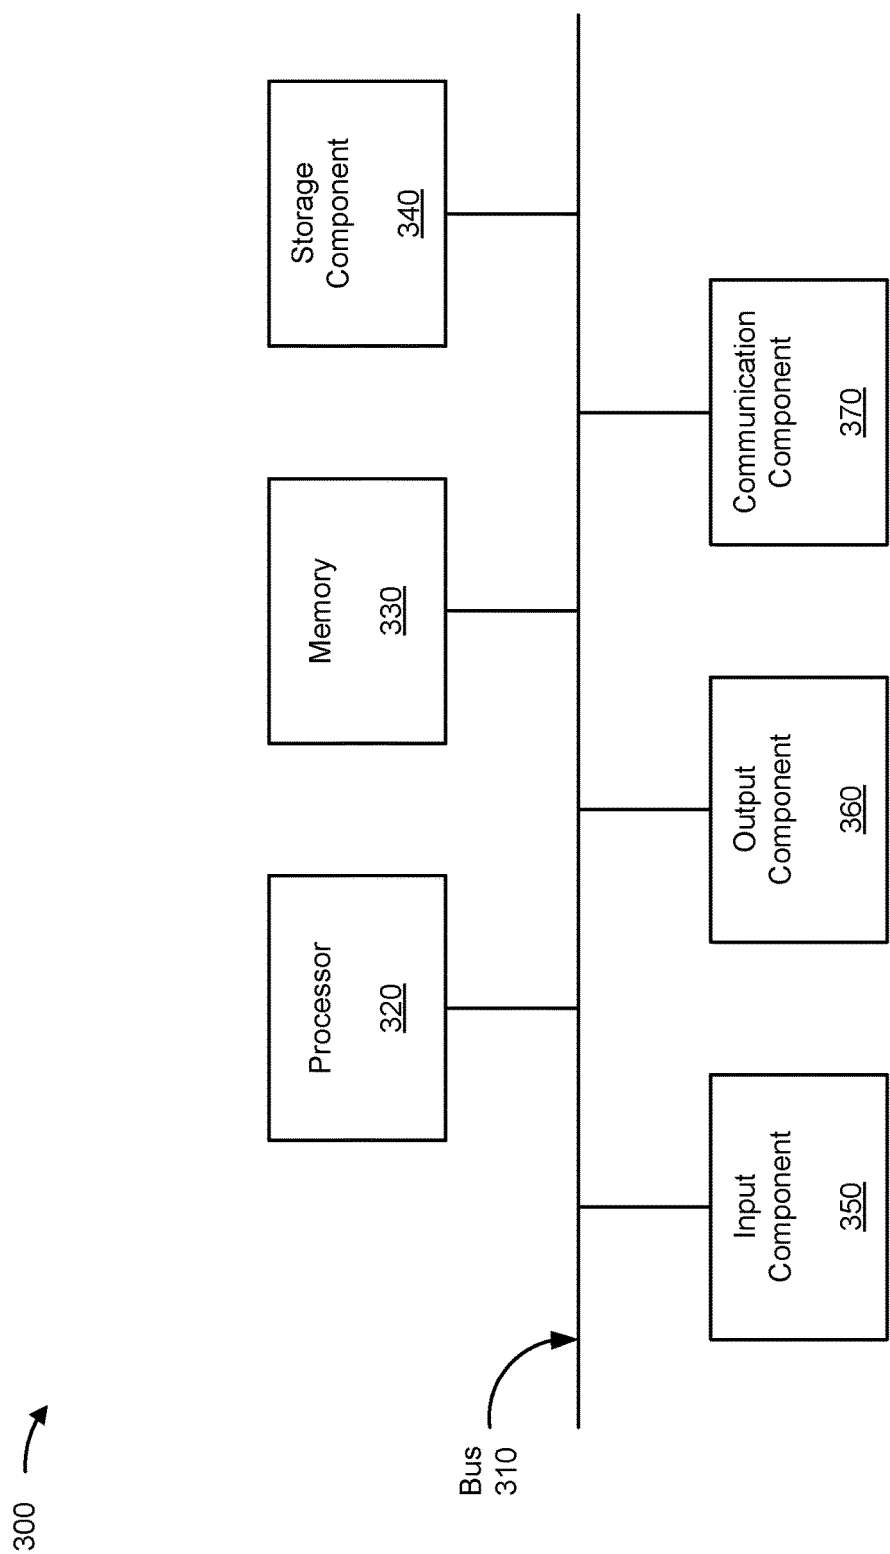 300
Bus
310
Processor
320
Memory
330
Storage
Component
340
Input
Component
350
Output
Component
360
Communication
Component
370